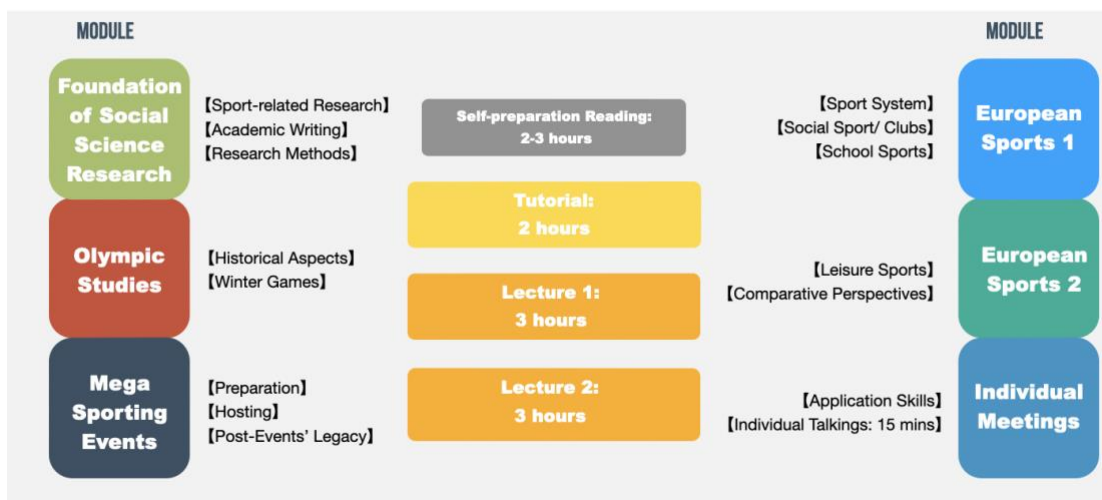 MODULE
Foundation
of Social
Science
Research
【Sport-related Research】
【Academic Writing】
【Research Methods】
Olympic
Studies
【Historical Aspects】
【Winter Games】
Mega
Sporting
Events
【Preparation】
【Hosting】
【Post-Events’ Legacy】
Self-preparation Reading:
2-3 hours
Tutorial:
2 hours
Lecture 1:
3 hours
Lecture 2:
3 hours
MODULE
【Sport System】
【Social Sport/ Clubs】
【School Sports】
European
Sports 1
【Leisure Sports】
【Comparative Perspectives】
European
Sports 2
【Application Skills】
【Individual Talkings: 15 mins】
Individual
Meetings